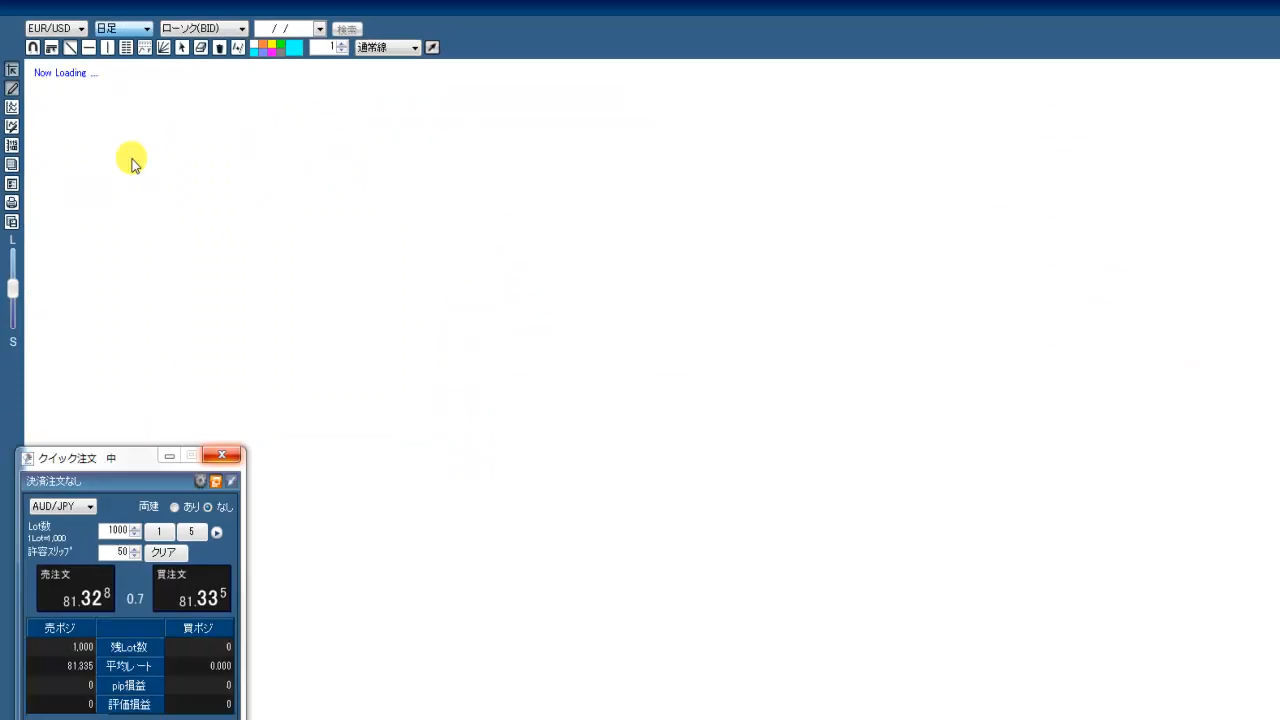 EUR/USD 日足 ローソク(BID) / / 検索
1 通常線
Now Loading ...
L
S
クイック注文 中
決済注文なし
AUD/JPY 両建 あり なし
Lot数 1000 1 5
1Lot=1,000
許容スリップ 50 クリア
売注文 買注文
81.32 8 0.7 81.33 5
売ポジ 買ポジ
1,000 残Lot数 0
81.335 平均レート 0.000
0 pip損益 0
0 評価損益 0